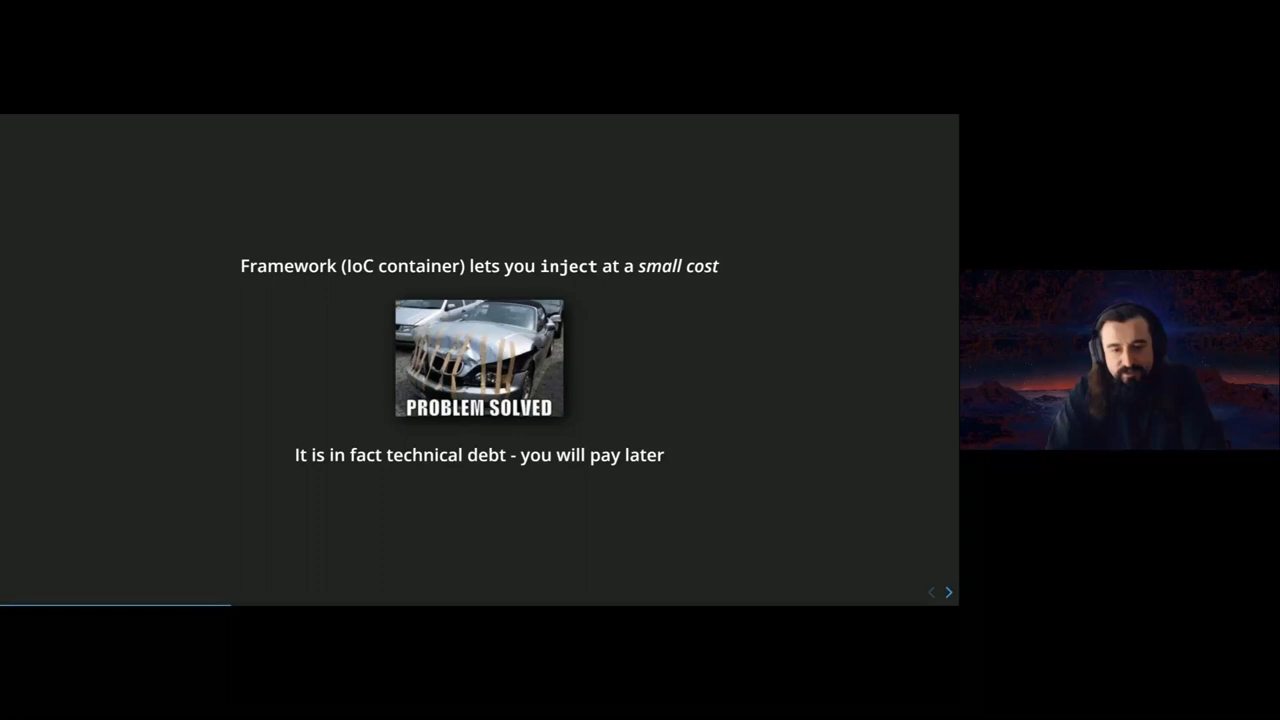 Framework (IoC container) lets you inject at a small cost
PROBLEM SOLVED
It is in fact technical debt - you will pay later